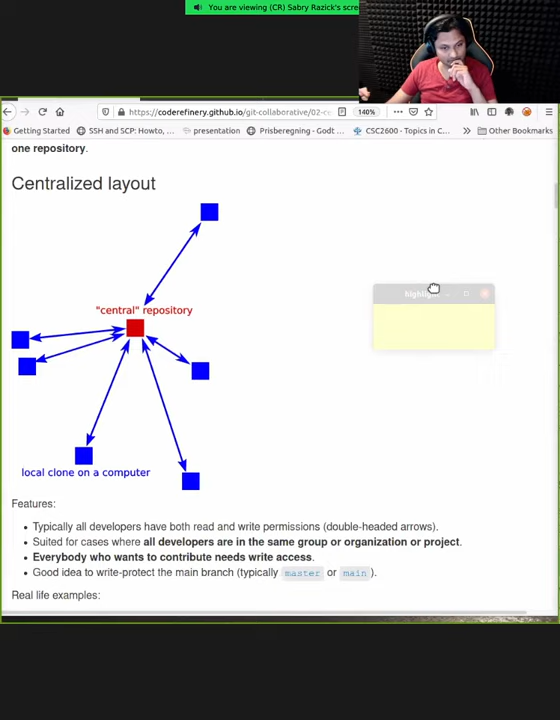 You are viewing (CR) Sabry Razick's scre
https://coderefinery.github.io/git-collaborative/02-ce
140%
Getting Started
SSH and SCP: Howto, ...
presentation
Prisberegning - Godt ...
CSC2600 - Topics in C...
Other Bookmarks
one repository.
Centralized layout
"central" repository
highlight
local clone on a computer
Features:
Typically all developers have both read and write permissions (double-headed arrows).
Suited for cases where all developers are in the same group or organization or project.
Everybody who wants to contribute needs write access.
Good idea to write-protect the main branch (typically master or main ).
Real life examples: